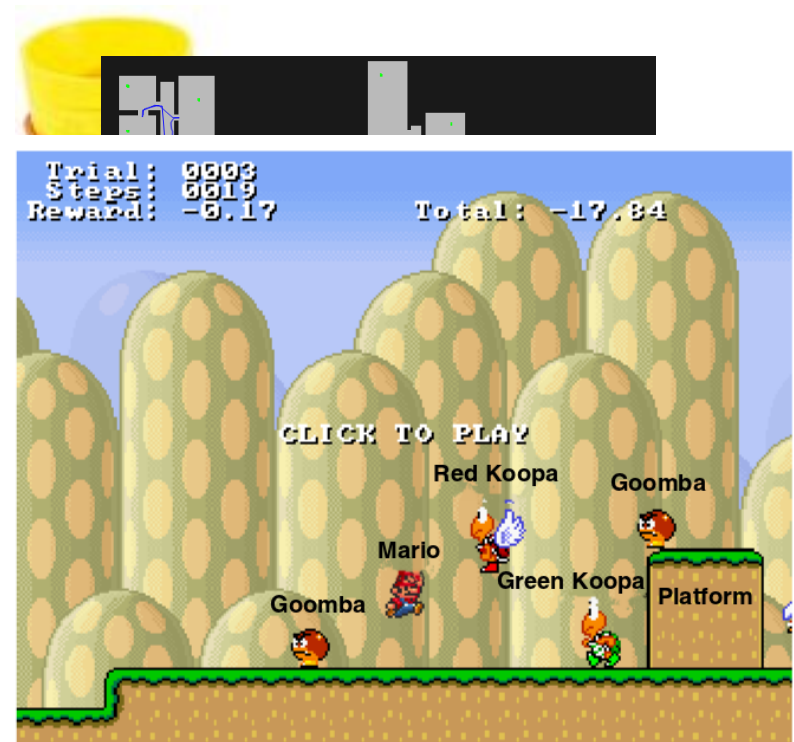 Trial: 0003
Steps: 0019
Reward: -0.17 Total: -17.84
CLICK TO PLAY
Red Koopa
Goomba
Mario
Green Koopa
Platform
Goomba